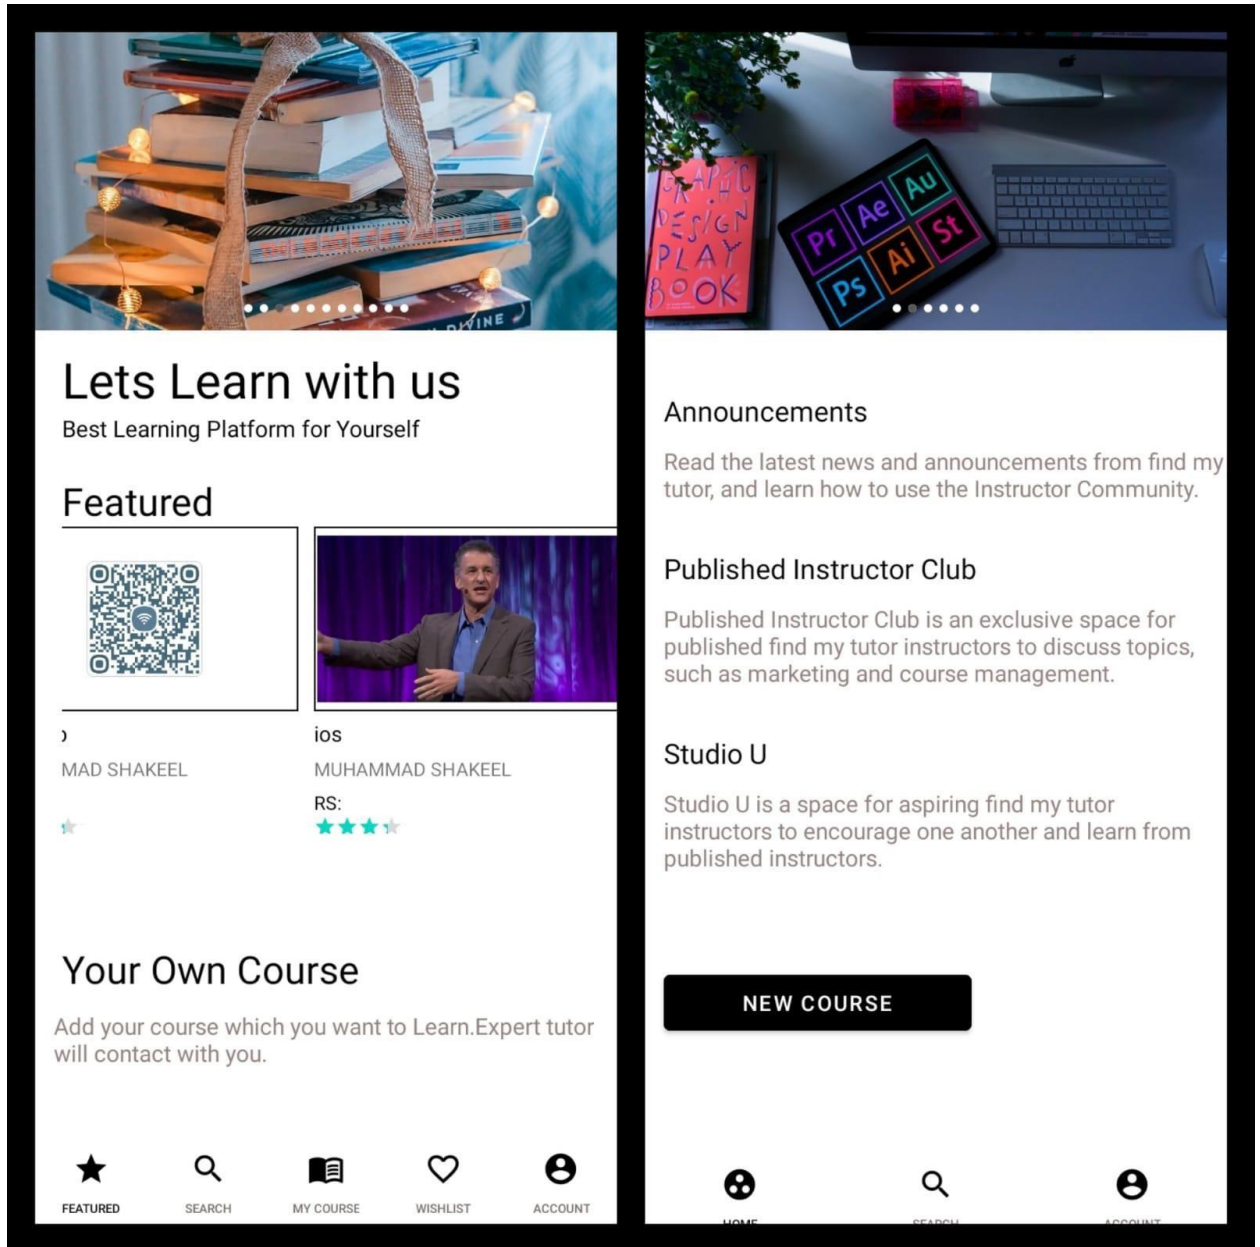 DIVINE
Lets Learn with us
Best Learning Platform for Yourself
Featured
ios
MAD SHAKEEL
MUHAMMAD SHAKEEL
RS:
Your Own Course
Add your course which you want to Learn.Expert tutor
will contact with you.
FEATURED
SEARCH
MY COURSE
WISHLIST
ACCOUNT
GRAPHIC
DESIGN
PLAY
BOOK
Pr
Ae
Au
Ps
Ai
St
Announcements
Read the latest news and announcements from find my
tutor, and learn how to use the Instructor Community.
Published Instructor Club
Published Instructor Club is an exclusive space for
published find my tutor instructors to discuss topics,
such as marketing and course management.
Studio U
Studio U is a space for aspiring find my tutor
instructors to encourage one another and learn from
published instructors.
NEW COURSE
HOME
SEARCH
ACCOUNT